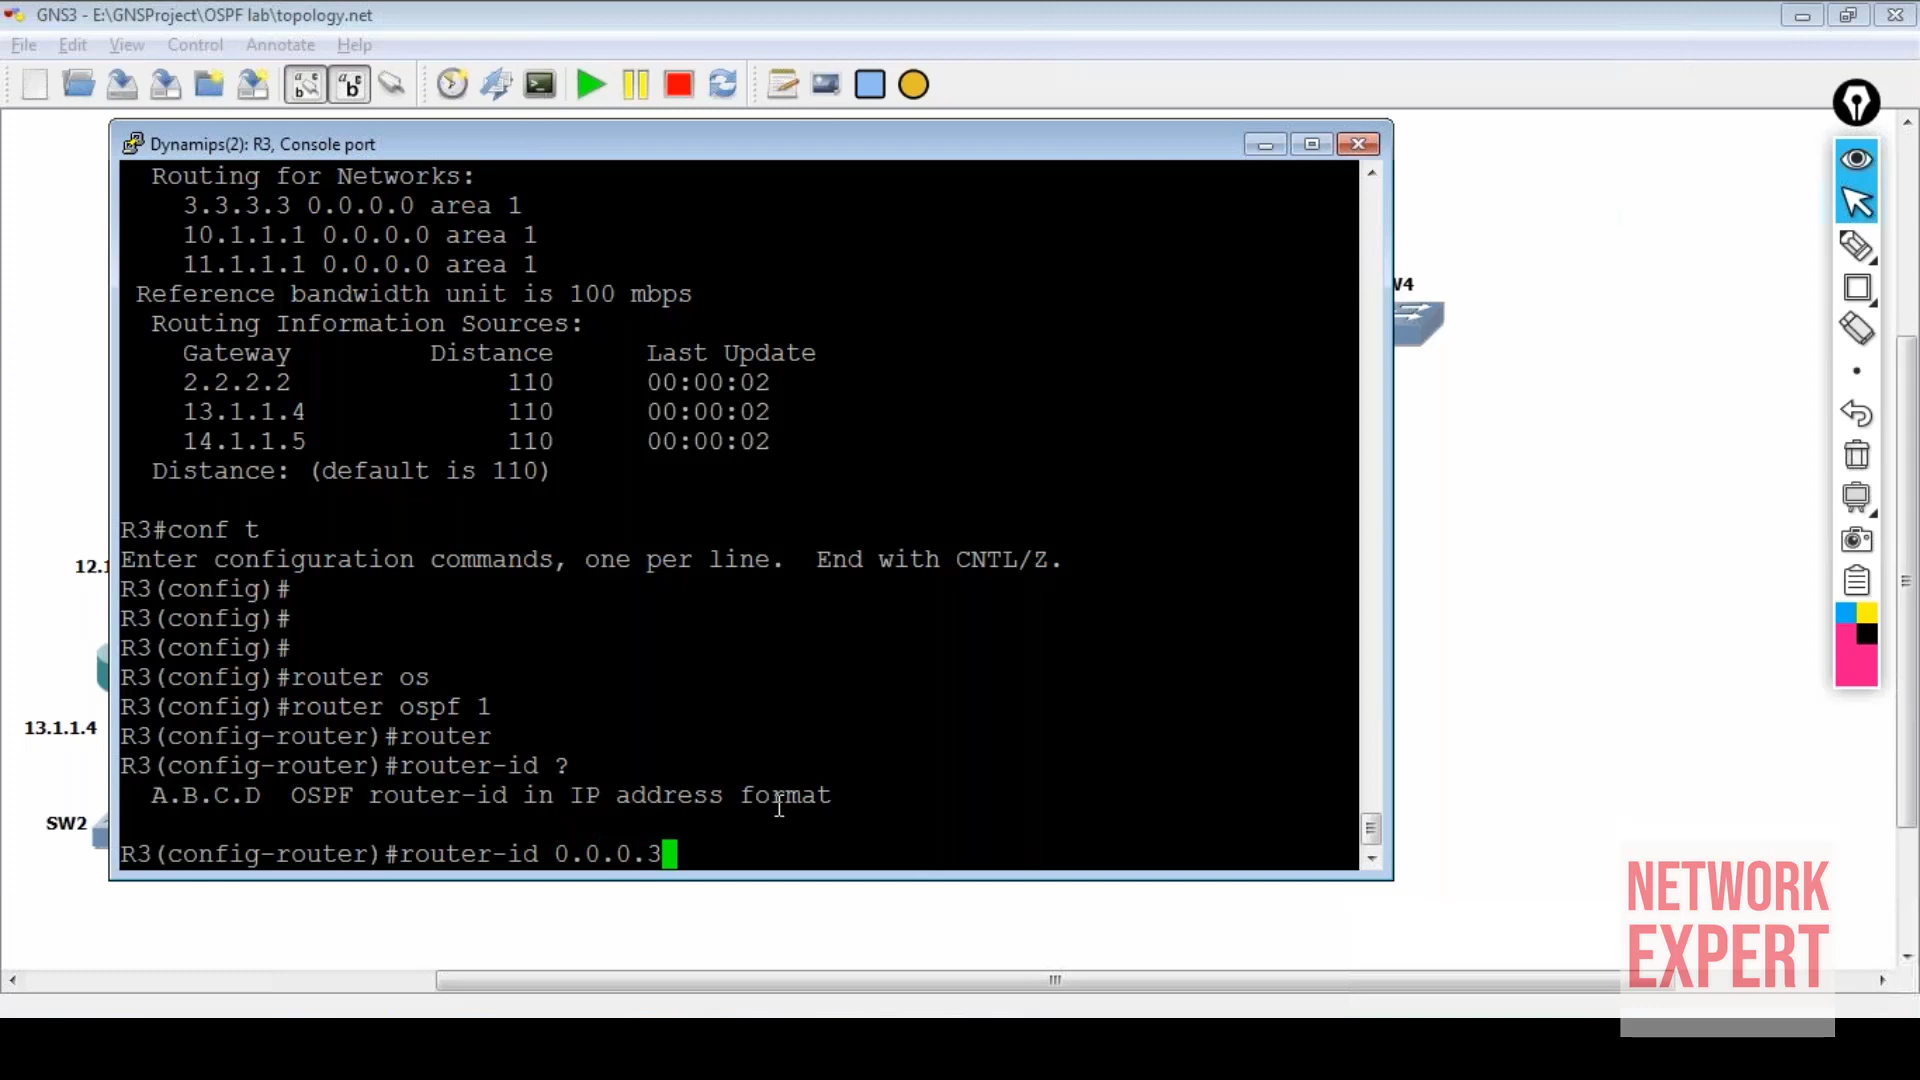 GNS3 - E:\GNSProject\OSPF lab\topology.net
File Edit View Control Annotate Help
Dynamips(2): R3, Console port
Routing for Networks:
3.3.3.3 0.0.0.0 area 1
10.1.1.1 0.0.0.0 area 1
11.1.1.1 0.0.0.0 area 1
Reference bandwidth unit is 100 mbps
Routing Information Sources:
Gateway Distance Last Update
2.2.2.2 110 00:00:02
13.1.1.4 110 00:00:02
14.1.1.5 110 00:00:02
Distance: (default is 110)
R3#conf t
Enter configuration commands, one per line. End with CNTL/Z.
R3(config)#
R3(config)#
R3(config)#
R3(config)#router os
R3(config)#router ospf 1
R3(config-router)#router
R3(config-router)#router-id ?
A.B.C.D OSPF router-id in IP address format
R3(config-router)#router-id 0.0.0.3
12.1
13.1.1.4
SW2
W4
NETWORK
EXPERT